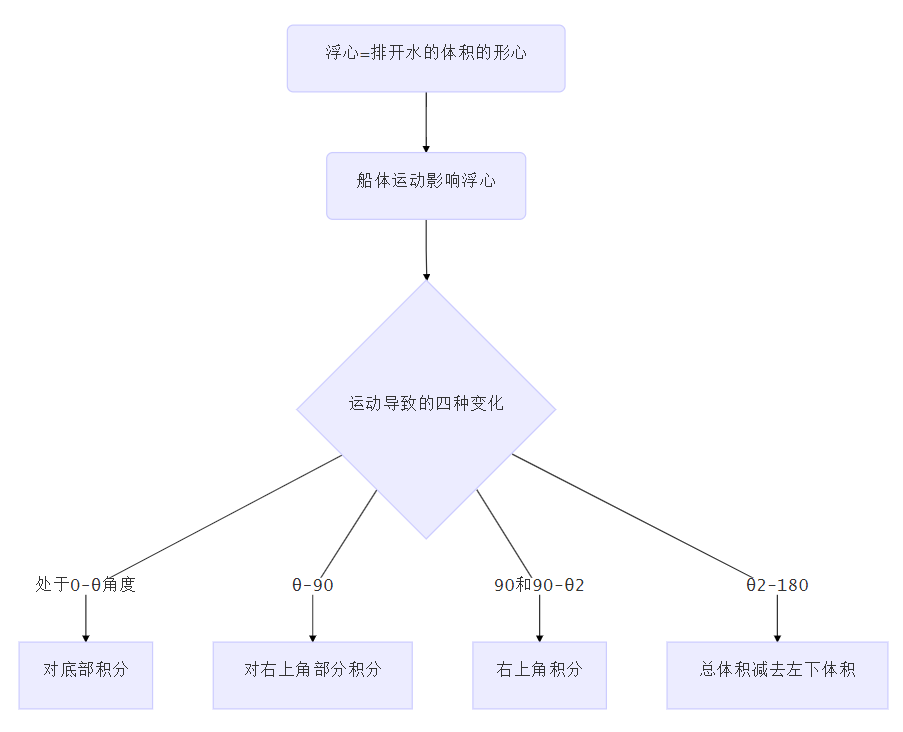 浮心=排开水的体积的形心
船体运动影响浮心
运动导致的四种变化
处于0-θ角度
θ-90
90和90-θ2
θ2-180
对底部积分
对右上角部分积分
右上角积分
总体积减去左下体积